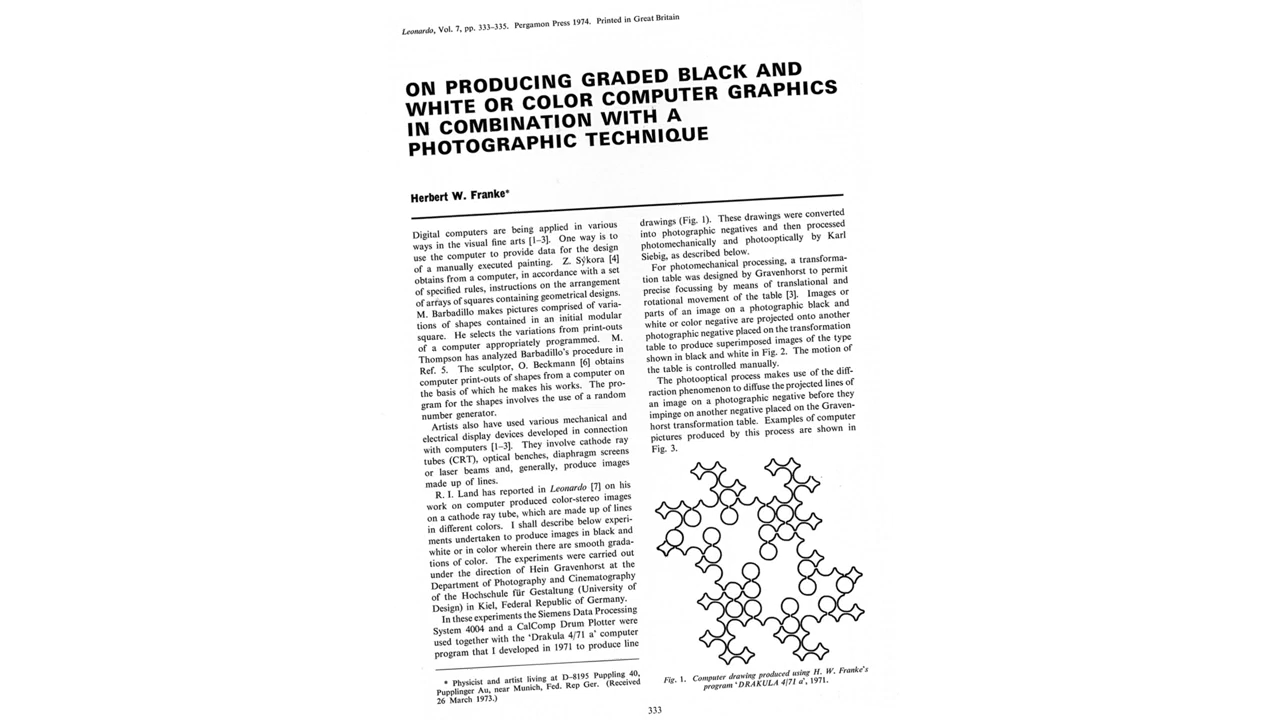 Leonardo, Vol. 7, pp. 333–335. Pergamon Press 1974. Printed in Great Britain
ON PRODUCING GRADED BLACK AND
WHITE OR COLOR COMPUTER GRAPHICS
IN COMBINATION WITH A
PHOTOGRAPHIC TECHNIQUE
Herbert W. Franke*
Digital computers are being applied in various
ways in the visual fine arts [1–3]. One way is to
use the computer to provide data for the design
of a manually executed painting. Z. Sýkora [4]
obtains from a computer, in accordance with a set
of specified rules, instructions on the arrangement
of arrays of squares containing geometrical designs.
M. Barbadillo makes pictures comprised of varia-
tions of shapes contained in an initial modular
square. He selects the variations from print-outs
of a computer appropriately programmed. M.
Thompson has analyzed Barbadillo's procedure in
Ref. 5. The sculptor, O. Beckmann [6] obtains
computer print-outs of shapes from a computer on
the basis of which he makes his works. The pro-
gram for the shapes involves the use of a random
number generator.
Artists also have used various mechanical and
electrical display devices developed in connection
with computers [1–3]. They involve cathode ray
tubes (CRT), optical benches, diaphragm screens
or laser beams and, generally, produce images
made up of lines.
R. I. Land has reported in Leonardo [7] on his
work on computer produced color-stereo images
on a cathode ray tube, which are made up of lines
in different colors. I shall describe below experi-
ments undertaken to produce images in black and
white or in color wherein there are smooth grada-
tions of color. The experiments were carried out
under the direction of Hein Gravenhorst at the
Department of Photography and Cinematography
of the Hochschule für Gestaltung (University of
Design) in Kiel, Federal Republic of Germany.
In these experiments the Siemens Data Processing
System 4004 and a CalComp Drum Plotter were
used together with the 'Drakula 4/71 a' computer
program that I developed in 1971 to produce line
* Physicist and artist living at D–8195 Puppling 40,
Pupplinger Au, near Munich, Fed. Rep Ger. (Received
26 March 1973.)
drawings (Fig. 1). These drawings were converted
into photographic negatives and then processed
photomechanically and photooptically by Karl
Siebig, as described below.
For photomechanical processing, a transforma-
tion table was designed by Gravenhorst to permit
precise focussing by means of translational and
rotational movement of the table [3]. Images or
parts of an image on a photographic black and
white or color negative are projected onto another
photographic negative placed on the transformation
table to produce superimposed images of the type
shown in black and white in Fig. 2. The motion of
the table is controlled manually.
The photooptical process makes use of the diff-
raction phenomenon to diffuse the projected lines of
an image on a photographic negative before they
impinge on another negative placed on the Graven-
horst transformation table. Examples of computer
pictures produced by this process are shown in
Fig. 3.
Fig. 1. Computer drawing produced using H. W. Franke's
program 'DRAKULA 4/71 a', 1971.
333